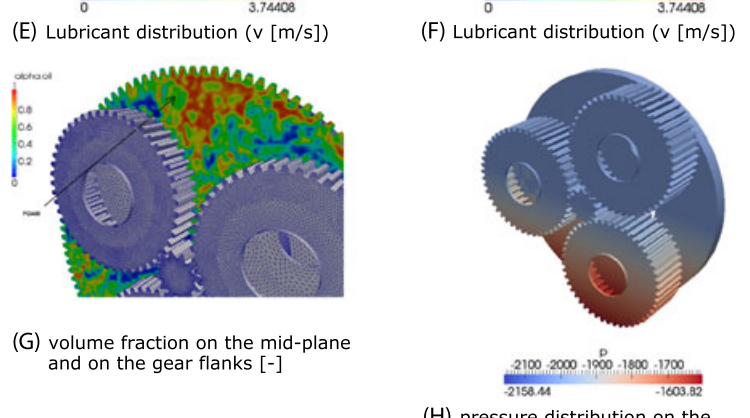 0 3.74408 0 3.74408
(E) Lubricant distribution (v [m/s]) (F) Lubricant distribution (v [m/s])
alpha.oil
0.8
0.6
0.4
0.2
0
(G) volume fraction on the mid-plane
and on the gear flanks [-]
p
-2100 -2000 -1900 -1800 -1700
-2158.44 -1603.82
(H) pressure distribution on the